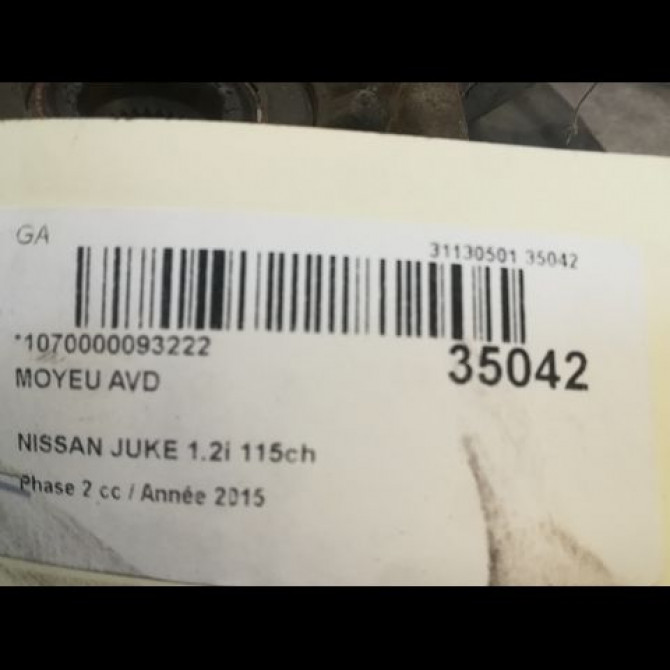 GA
31130501 35042
*1070000093222
35042
MOYEU AVD
NISSAN JUKE 1.2i 115ch
Phase 2 cc / Année 2015